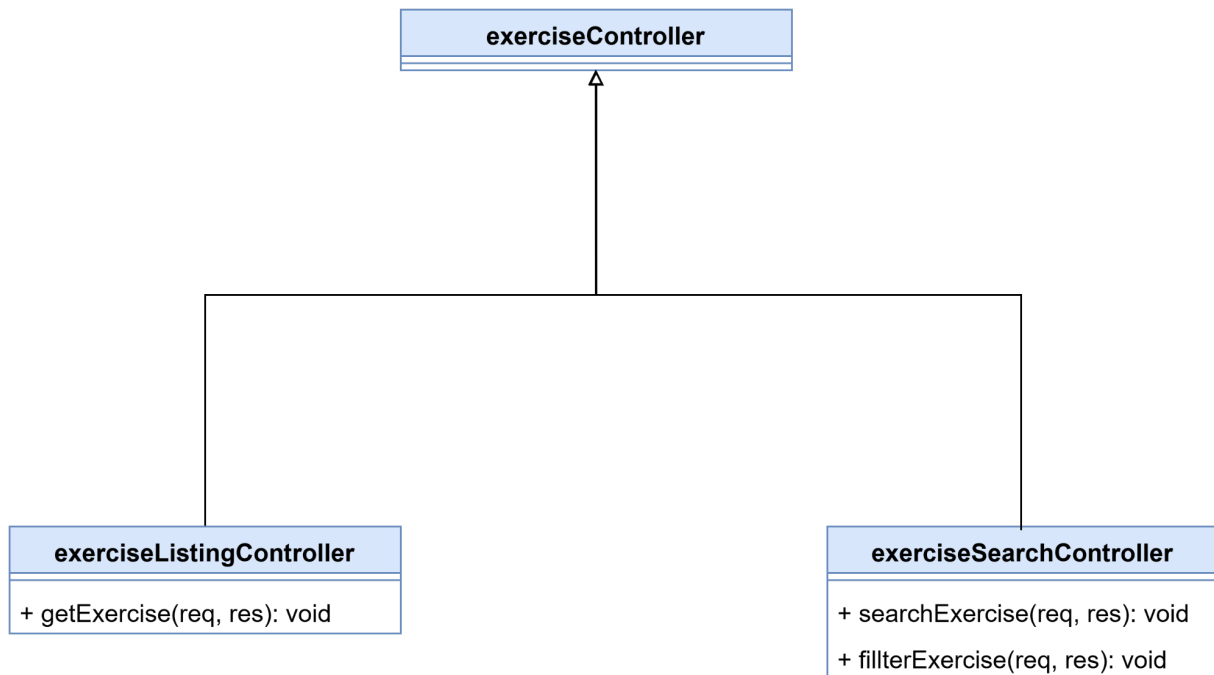 exerciseController
exerciseListingController
+ getExercise(req, res): void
exerciseSearchController
+ searchExercise(req, res): void
+ fillterExercise(req, res): void